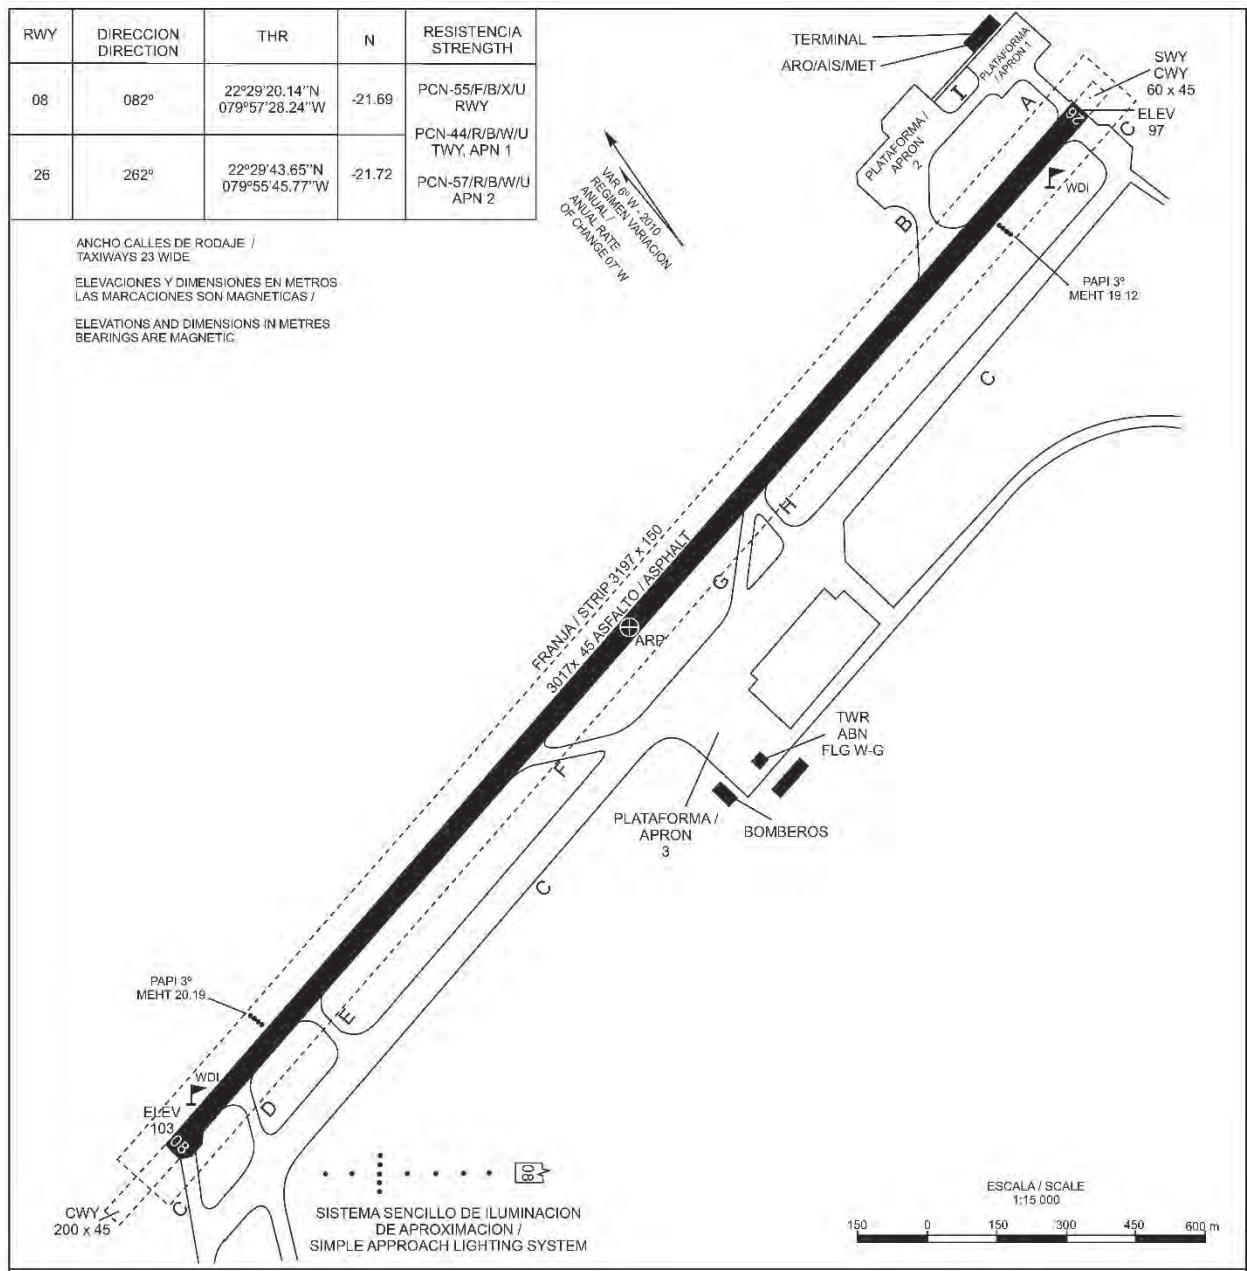 RWY
DIRECCION
DIRECTION
THR
N
RESISTENCIA
STRENGTH
08
082º
22º29'20.14''N
079º57'28.24''W
-21.69
PCN-55/F/B/X/U
RWY
PCN-44/R/B/W/U
TWY, APN 1
26
262º
22º29'43.65''N
079º55'45.77''W
-21.72
PCN-57/R/B/W/U
APN 2
ANCHO CALLES DE RODAJE /
TAXIWAYS 23 WIDE
ELEVACIONES Y DIMENSIONES EN METROS
LAS MARCACIONES SON MAGNETICAS /
ELEVATIONS AND DIMENSIONS IN METRES
BEARINGS ARE MAGNETIC
VAR 6º W - 2010
REGIMEN VARIACION
ANUAL /
ANUAL RATE
OF CHANGE 07' W
TERMINAL
ARO/AIS/MET
PLATAFORMA
/ APRON 1
I
A
PLATAFORMA /
APRON
2
B
SWY
CWY
60 x 45
ELEV
97
26
C
WDI
PAPI 3º
MEHT 19.12
C
H
G
FRANJA / STRIP 3197 x 150
3017x 45 ASFALTO / ASPHALT
ARP
F
TWR
ABN
FLG W-G
PLATAFORMA /
APRON
3
BOMBEROS
C
PAPI 3º
MEHT 20.19
E
WDI
D
ELEV
103
08
C
CWY
200 x 45
08
SISTEMA SENCILLO DE ILUMINACION
DE APROXIMACION /
SIMPLE APPROACH LIGHTING SYSTEM
ESCALA / SCALE
1:15 000
150 0 150 300 450 600 m